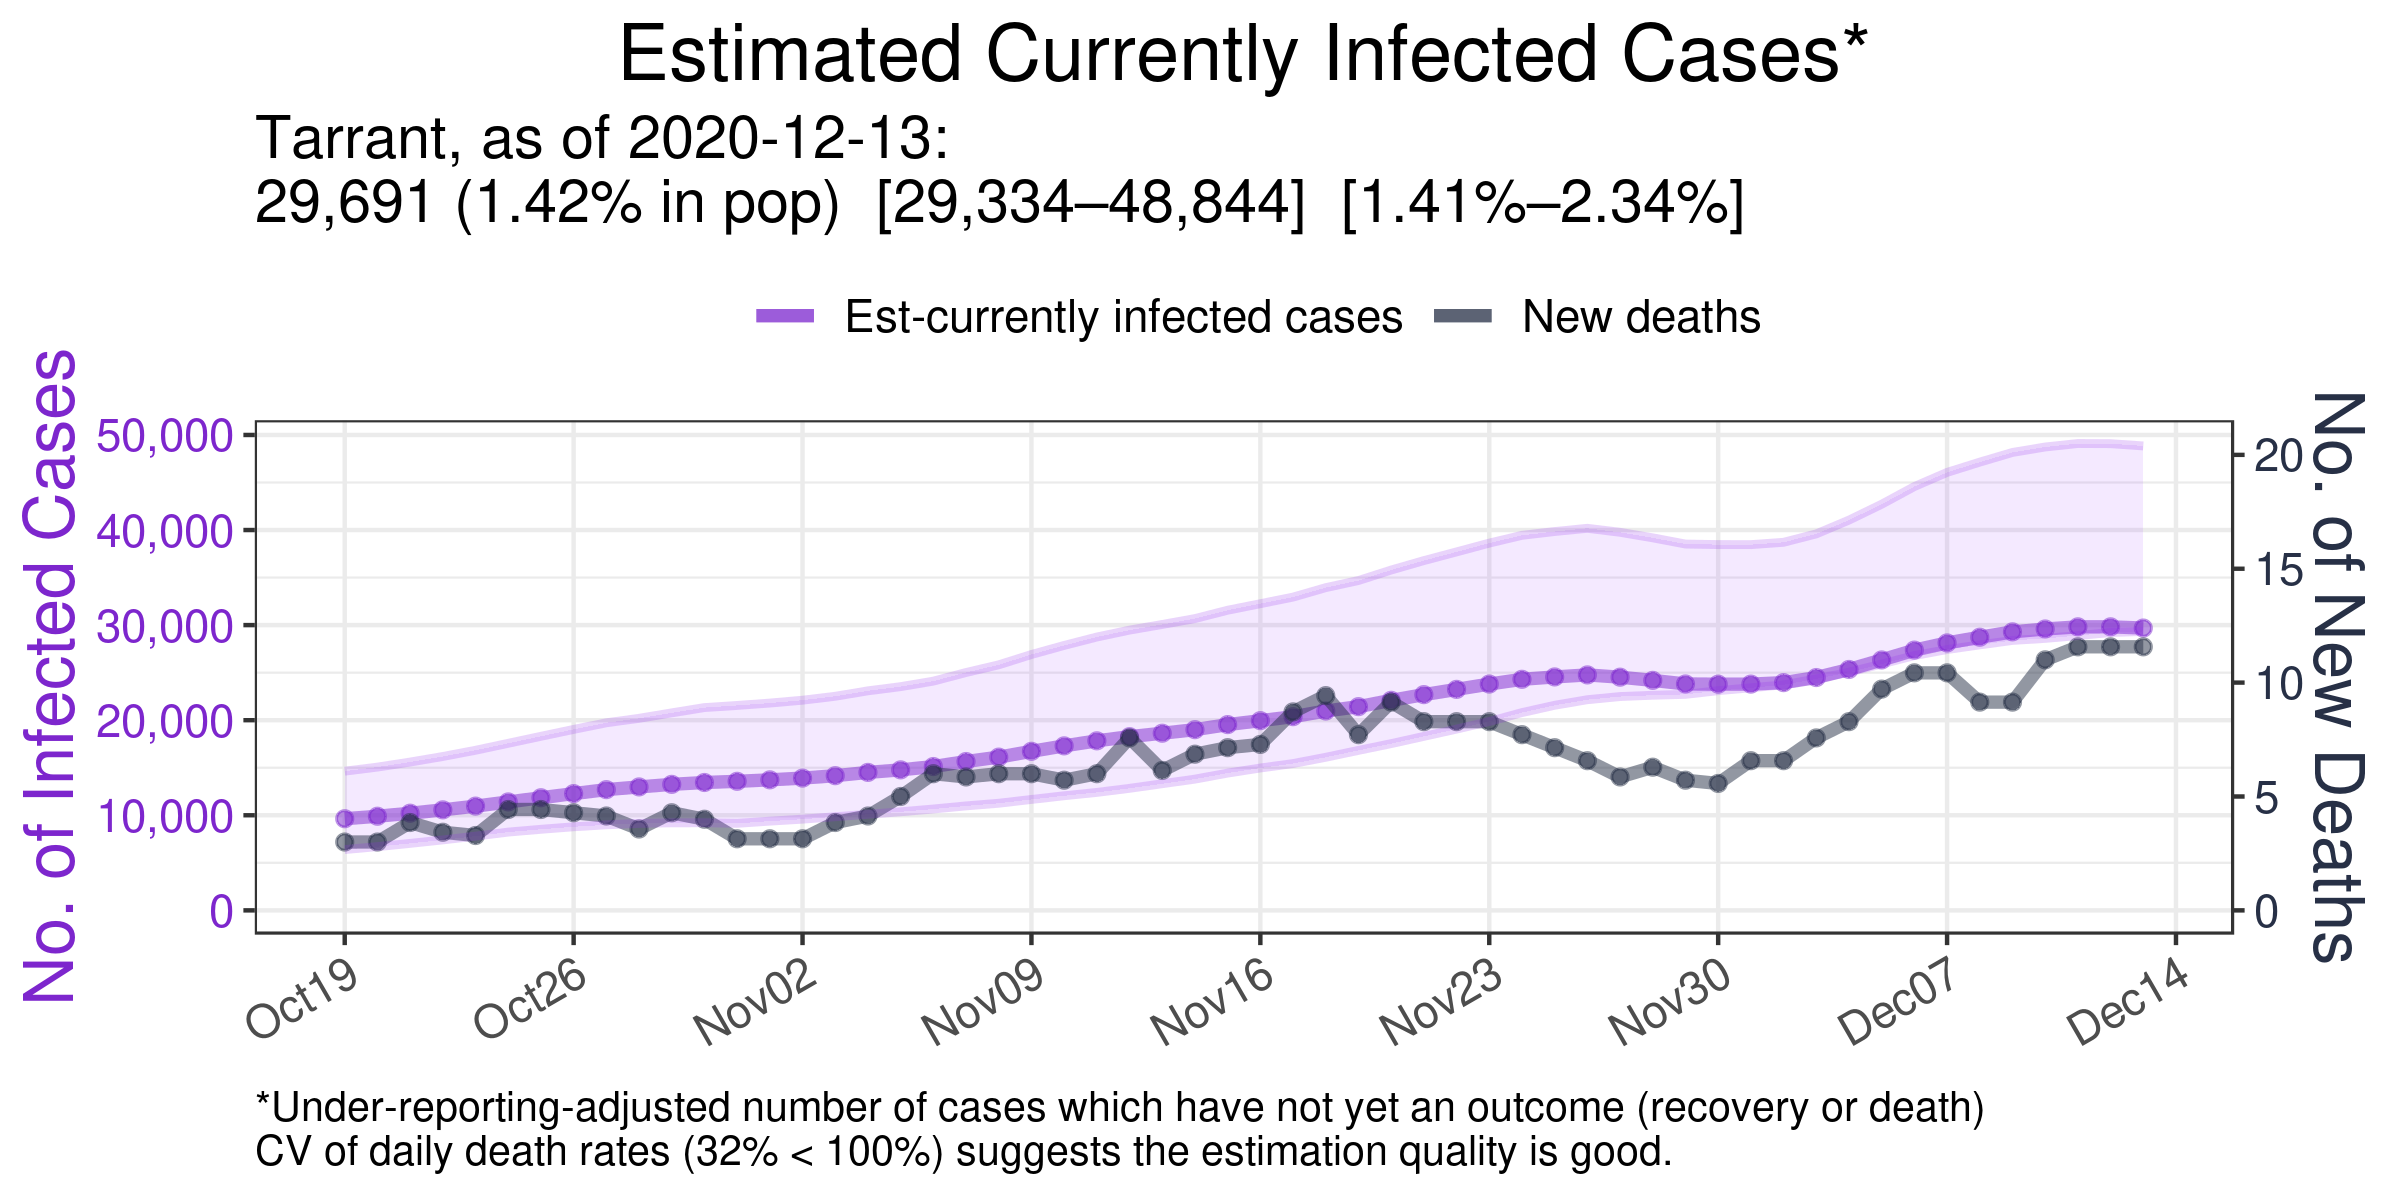 Estimated Currently Infected Cases*
Tarrant, as of 2020-12-13:
29,691 (1.42% in pop)  [29,334–48,844]  [1.41%–2.34%]
Est-currently infected cases
New deaths
No. of Infected Cases
50,000
40,000
30,000
20,000
10,000
0
No. of New Deaths
20
15
10
5
0
Oct19
Oct26
Nov02
Nov09
Nov16
Nov23
Nov30
Dec07
Dec14
*Under-reporting-adjusted number of cases which have not yet an outcome (recovery or death)
CV of daily death rates (32% < 100%) suggests the estimation quality is good.